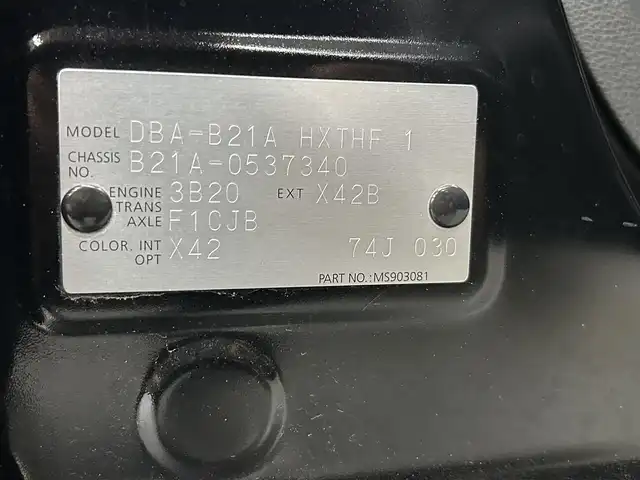 MODEL DBA-B21A HXTHF 1
CHASSIS NO. B21A-0537340
ENGINE 3B20 EXT X42B
TRANS AXLE F1CJB
COLOR. INT OPT X42 74J 030
PART NO.:MS903081